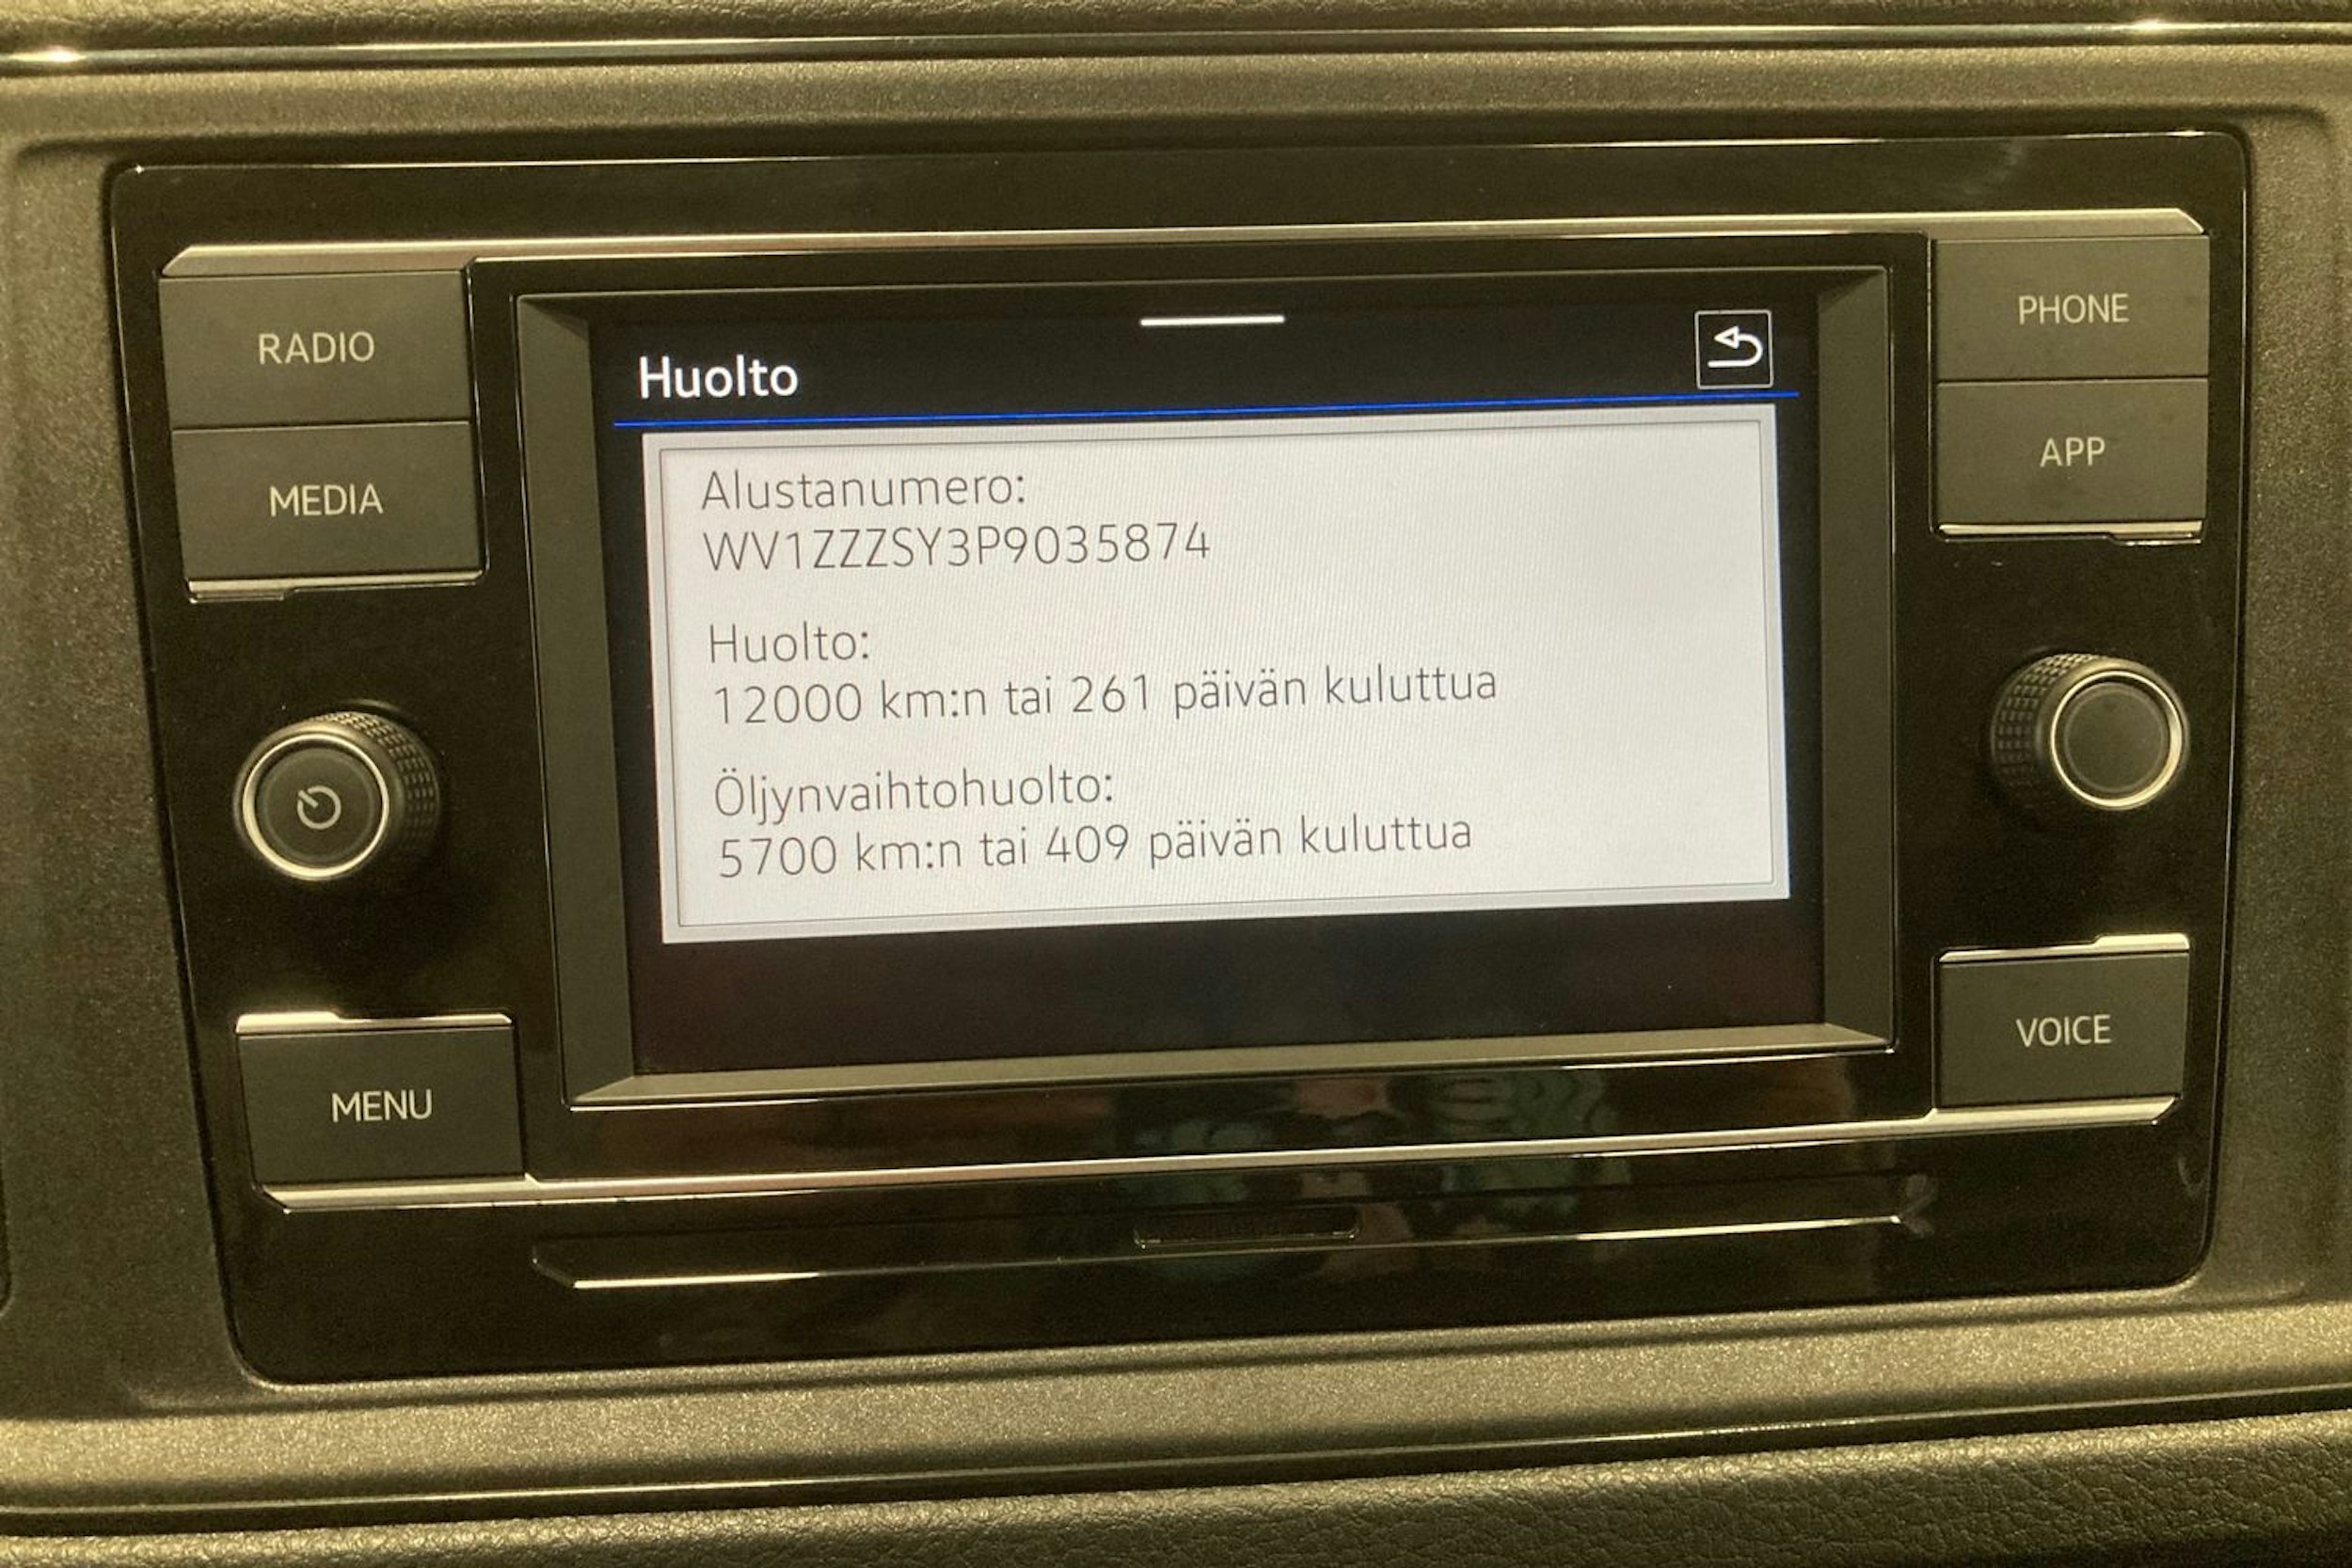 RADIO
MEDIA
MENU
Huolto
Alustanumero:
WV1ZZZSY3P9035874
Huolto:
12000 km:n tai 261 päivän kuluttua
Öljynvaihtohuolto:
5700 km:n tai 409 päivän kuluttua
PHONE
APP
VOICE